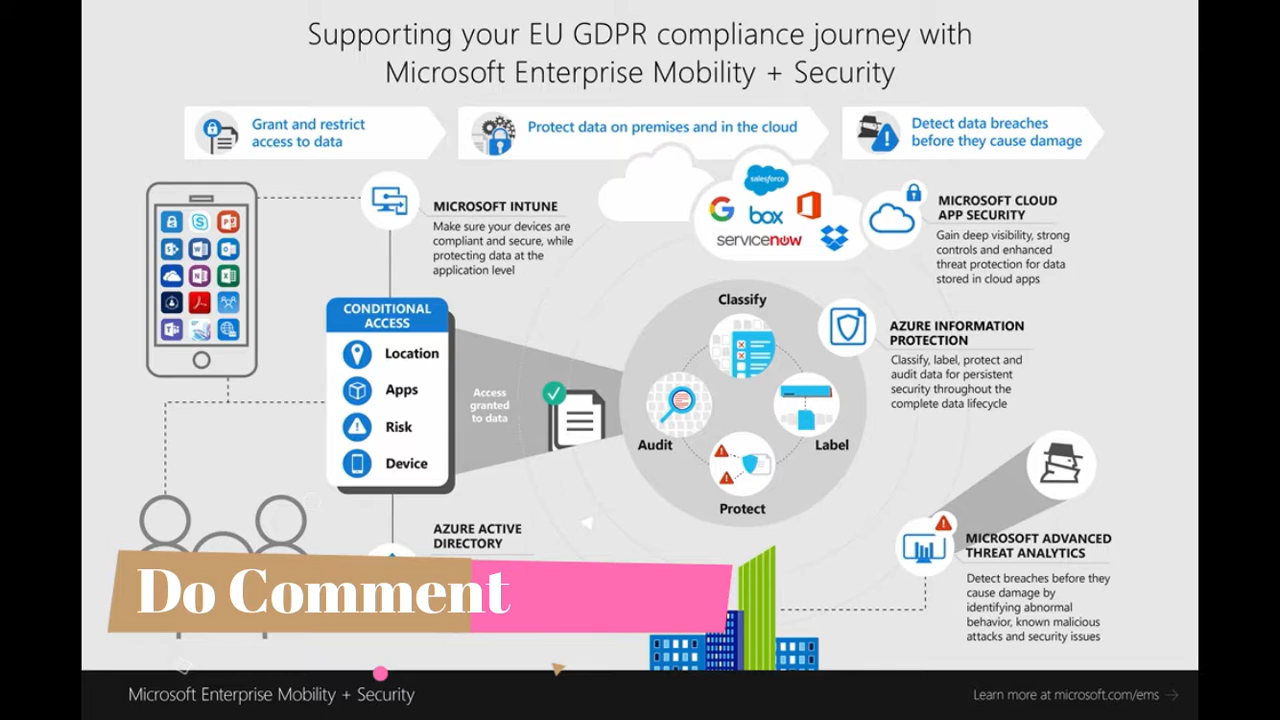 Supporting your EU GDPR compliance journey with
Microsoft Enterprise Mobility + Security
Grant and restrict
access to data
Protect data on premises and in the cloud
Detect data breaches
before they cause damage
MICROSOFT INTUNE
Make sure your devices are
compliant and secure, while
protecting data at the
application level
salesforce
G
box
servicenow
MICROSOFT CLOUD
APP SECURITY
Gain deep visibility, strong
controls and enhanced
threat protection for data
stored in cloud apps
CONDITIONAL
ACCESS
Location
Apps
Risk
Device
Access
granted
to data
Classify
Audit
Label
Protect
AZURE INFORMATION
PROTECTION
Classify, label, protect and
audit data for persistent
security throughout the
complete data lifecycle
AZURE ACTIVE
DIRECTORY
MICROSOFT ADVANCED
THREAT ANALYTICS
Detect breaches before they
cause damage by
identifying abnormal
behavior, known malicious
attacks and security issues
Do Comment
Microsoft Enterprise Mobility + Security
Learn more at microsoft.com/ems